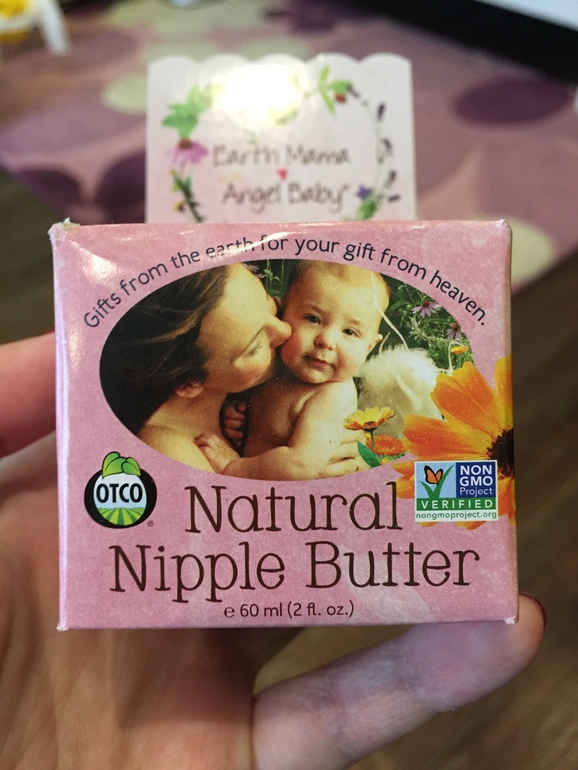 Earth Mama
Angel Baby™
Gifts from the earth for your gift from heaven.
OTCO
®
NON
GMO
Project
VERIFIED
nongmoproject.org
Natural
Nipple Butter
e 60 ml (2 fl. oz.)